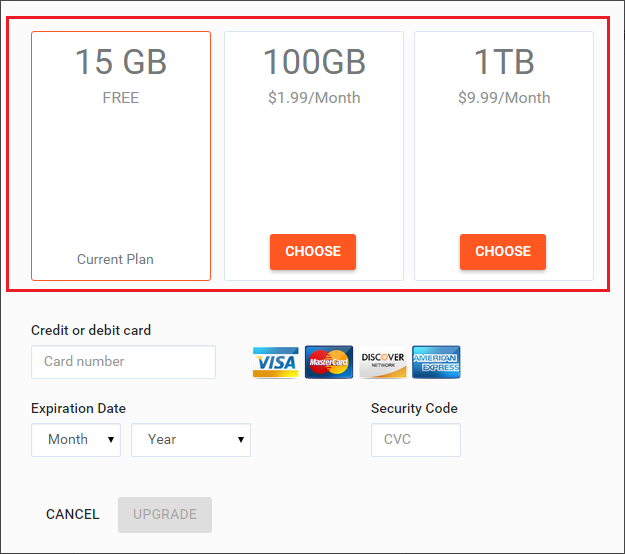 15 GB
FREE
Current Plan
100GB
$1.99/Month
CHOOSE
1TB
$9.99/Month
CHOOSE
Credit or debit card
Card number
VISA
MasterCard
DISCOVER
NETWORK
AMERICAN
EXPRESS
Expiration Date
Month
Year
Security Code
CVC
CANCEL
UPGRADE